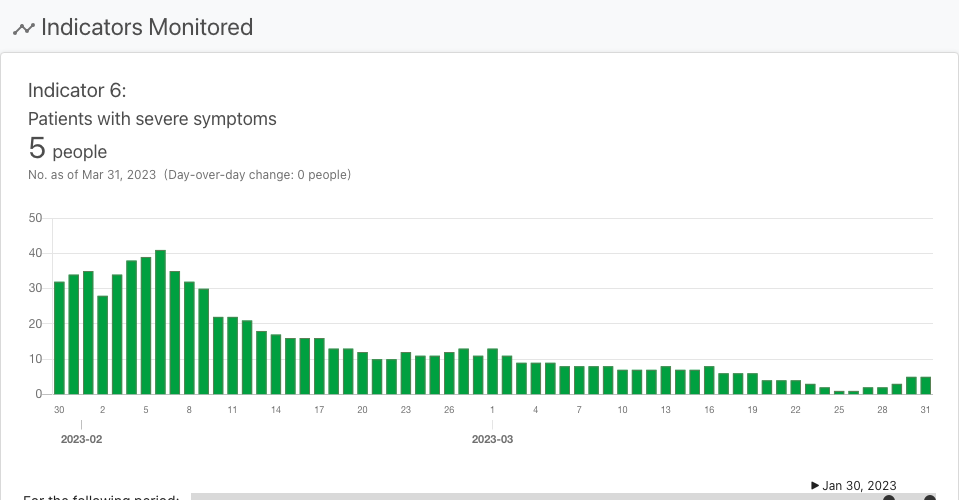 Indicators Monitored
Indicator 6:
Patients with severe symptoms
5 people
No. as of Mar 31, 2023 (Day-over-day change: 0 people)
50
40
30
20
10
0
30 2 5 8 11 14 17 20 23 26 1 4 7 10 13 16 19 22 25 28 31
2023-02 2023-03
▶ Jan 30, 2023
For the following period: